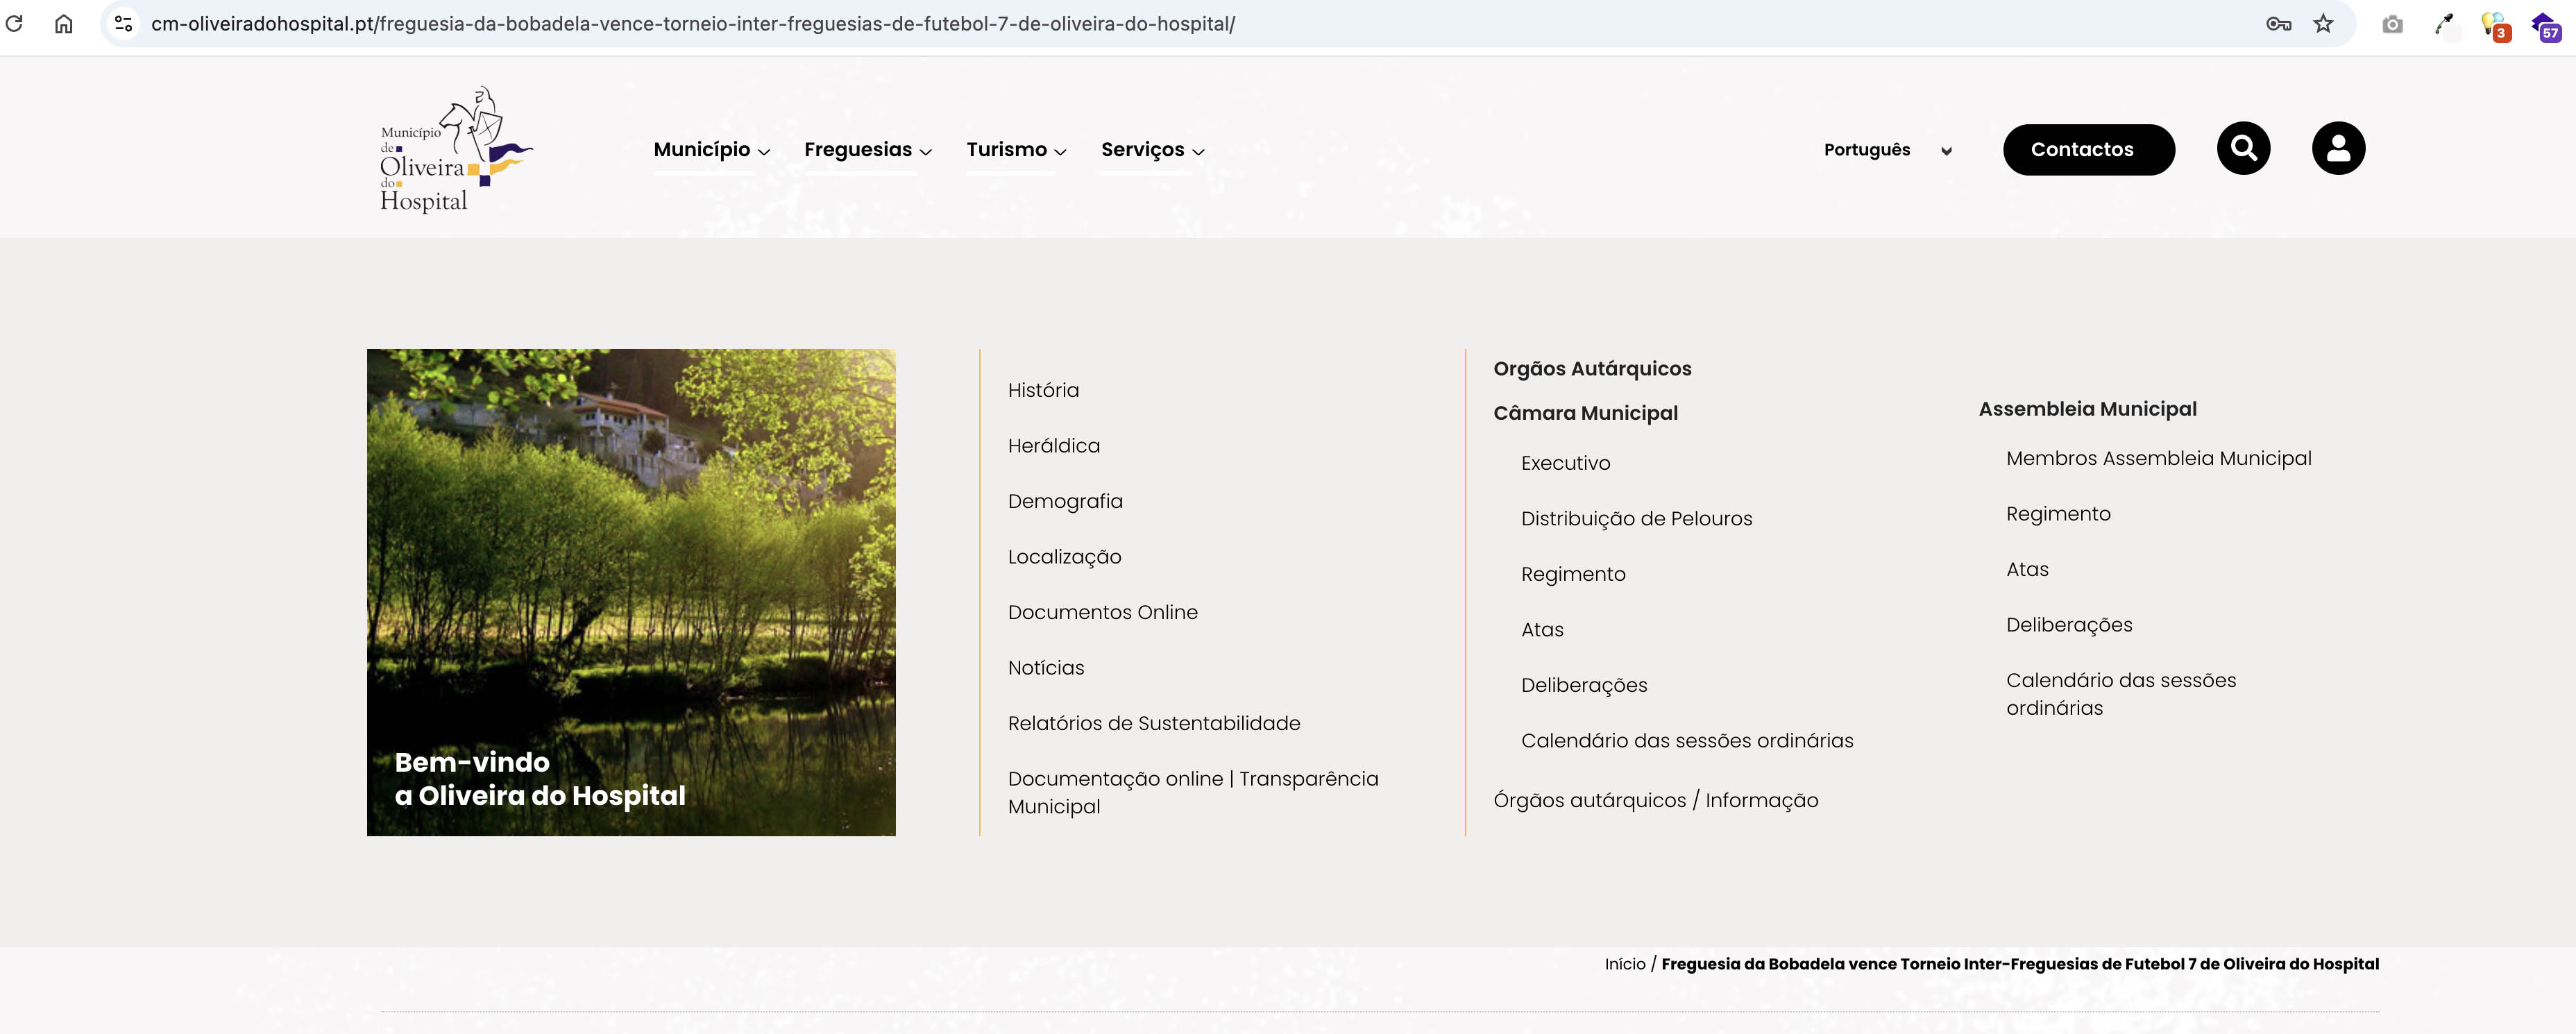 cm-oliveiradohospital.pt/freguesia-da-bobadela-vence-torneio-inter-freguesias-de-futebol-7-de-oliveira-do-hospital/
3
57
Município
de
Oliveira
do
Hospital
Município
Freguesias
Turismo
Serviços
Português
Contactos
Bem-vindo
a Oliveira do Hospital
História
Heráldica
Demografia
Localização
Documentos Online
Notícias
Relatórios de Sustentabilidade
Documentação online | Transparência
Municipal
Orgãos Autárquicos
Câmara Municipal
Executivo
Distribuição de Pelouros
Regimento
Atas
Deliberações
Calendário das sessões ordinárias
Órgãos autárquicos / Informação
Assembleia Municipal
Membros Assembleia Municipal
Regimento
Atas
Deliberações
Calendário das sessões
ordinárias
Início / Freguesia da Bobadela vence Torneio Inter-Freguesias de Futebol 7 de Oliveira do Hospital